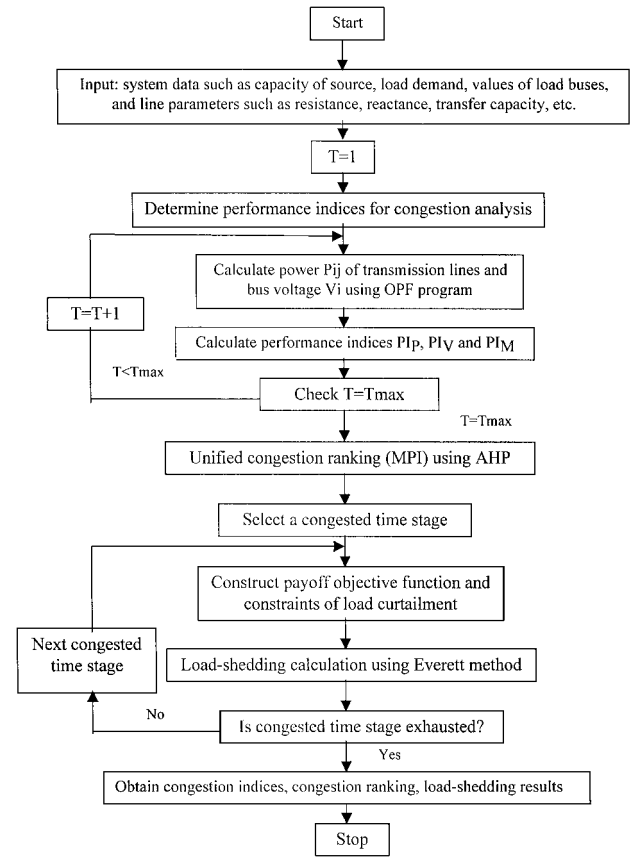 Start
Input: system data such as capacity of source, load demand, values of load buses,
and line parameters such as resistance, reactance, transfer capacity, etc.
T=1
Determine performance indices for congestion analysis
Calculate power Pij of transmission lines and
bus voltage Vi using OPF program
T=T+1
Calculate performance indices PIP, PIV and PIM
T<Tmax
Check T=Tmax
T=Tmax
Unified congestion ranking (MPI) using AHP
Select a congested time stage
Construct payoff objective function and
constraints of load curtailment
Next congested
time stage
Load-shedding calculation using Everett method
No
Is congested time stage exhausted?
Yes
Obtain congestion indices, congestion ranking, load-shedding results
Stop